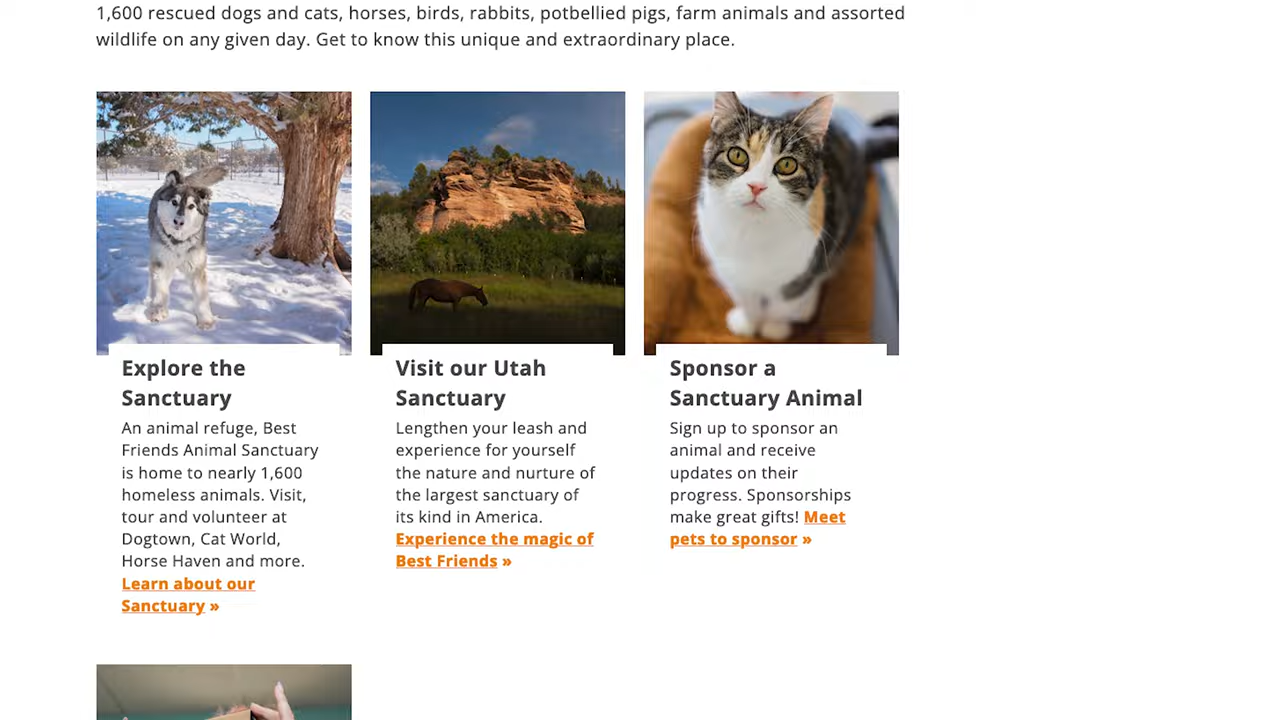 1,600 rescued dogs and cats, horses, birds, rabbits, potbellied pigs, farm animals and assorted
wildlife on any given day. Get to know this unique and extraordinary place.
Explore the
Sanctuary
An animal refuge, Best
Friends Animal Sanctuary
is home to nearly 1,600
homeless animals. Visit,
tour and volunteer at
Dogtown, Cat World,
Horse Haven and more.
Learn about our
Sanctuary »
Visit our Utah
Sanctuary
Lengthen your leash and
experience for yourself
the nature and nurture of
the largest sanctuary of
its kind in America.
Experience the magic of
Best Friends »
Sponsor a
Sanctuary Animal
Sign up to sponsor an
animal and receive
updates on their
progress. Sponsorships
make great gifts! Meet
pets to sponsor »